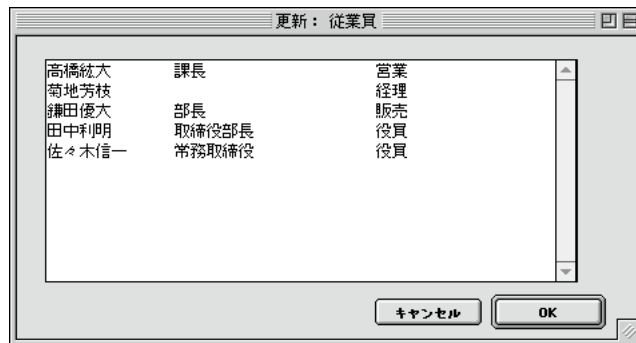 更新： 従業員
高橋紘大 課長 営業
菊地芳枝 経理
鎌田優大 部長 販売
田中利明 取締役部長 役員
佐々木信一 常務取締役 役員
キャンセル OK